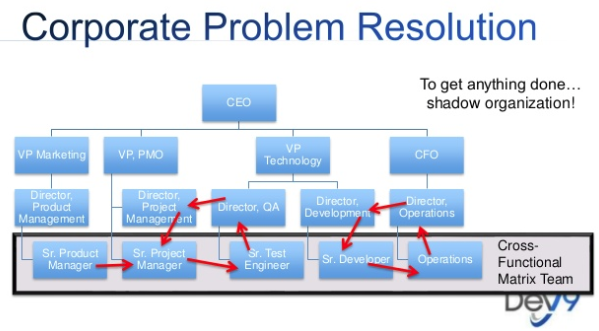 Corporate Problem Resolution
To get anything done…
shadow organization!
CEO
VP Marketing
VP, PMO
VP
Technology
CFO
Director,
Product
Management
Director,
Project
Management
Director, QA
Director,
Development
Director,
Operations
Sr. Product
Manager
Sr. Project
Manager
Sr. Test
Engineer
Sr. Developer
Operations
Cross-
Functional
Matrix Team
Dev9